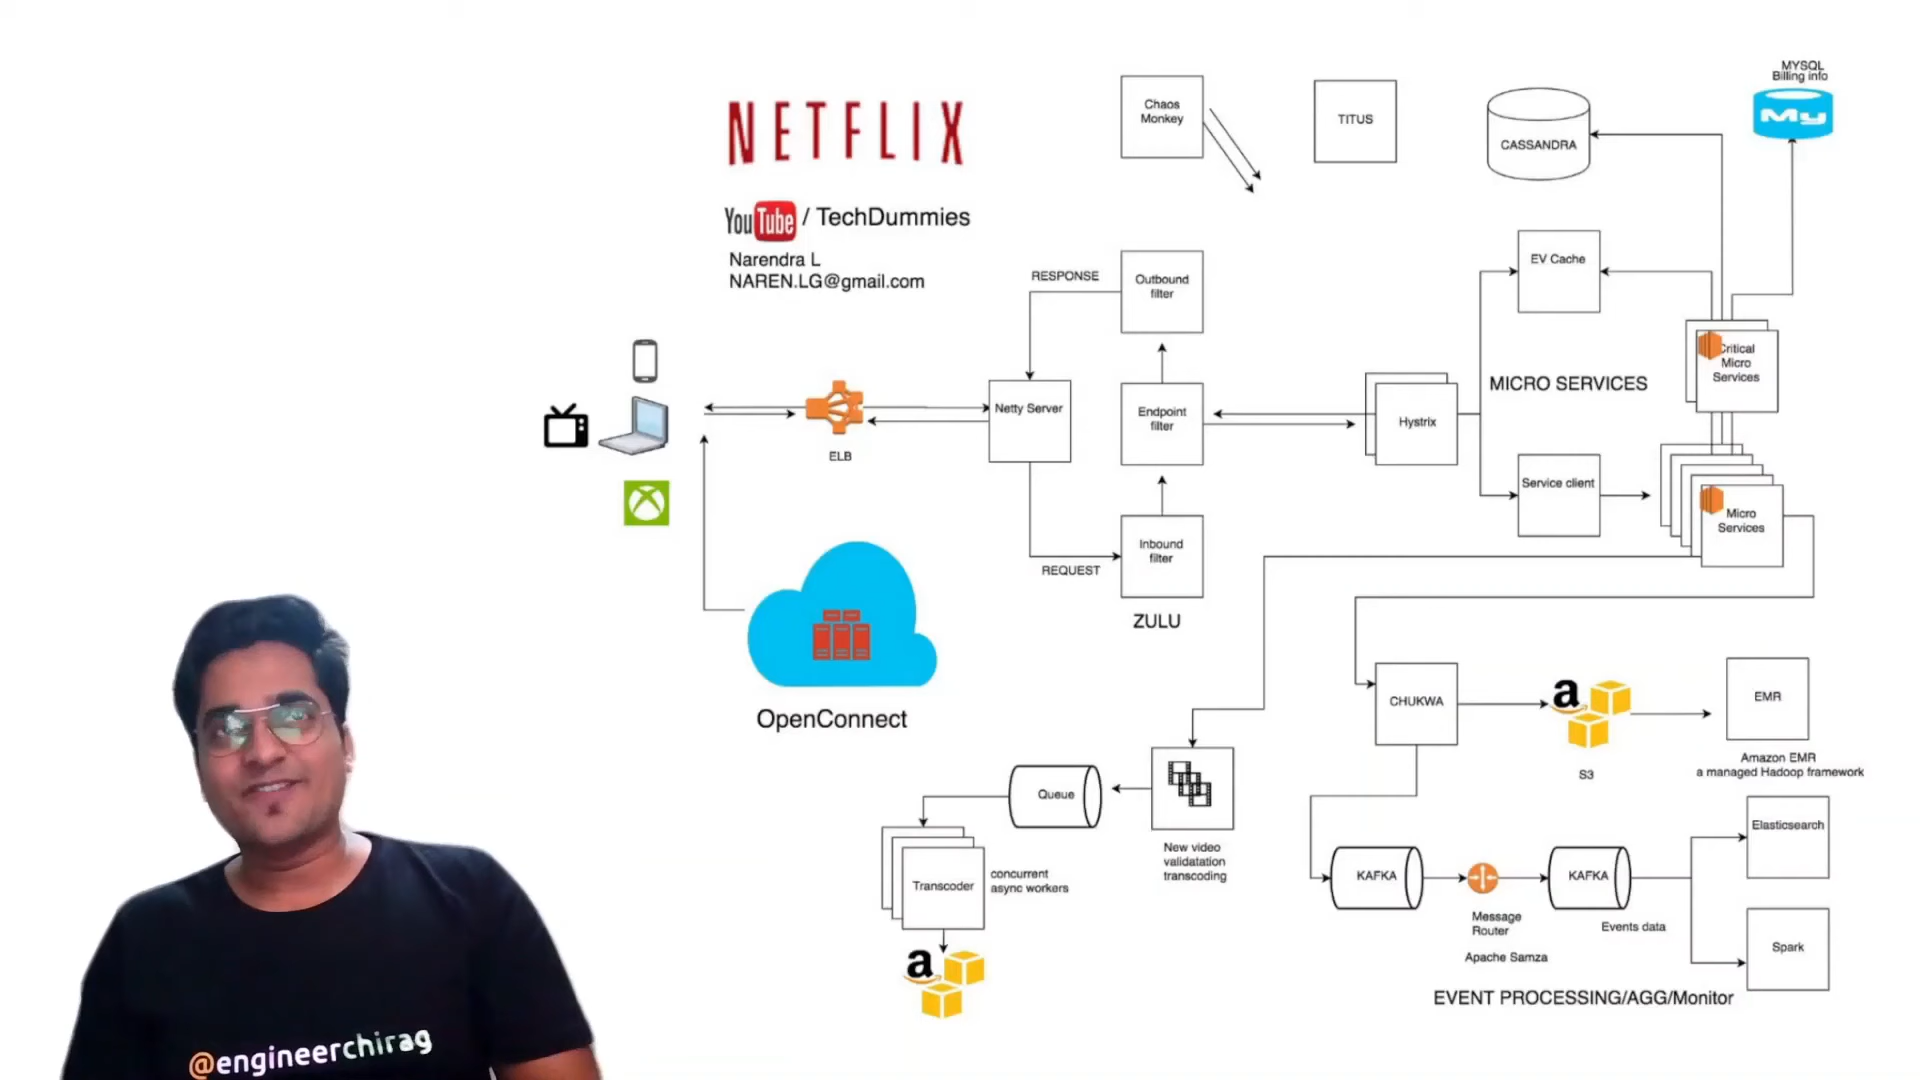 MYSQL
Billing info
My
Chaos
Monkey
TITUS
CASSANDRA
NETFLIX
YouTube / TechDummies
Narendra L
NAREN.LG@gmail.com
RESPONSE
Outbound
filter
EV Cache
Critical
Micro
Services
MICRO SERVICES
Netty Server
Endpoint
filter
Hystrix
ELB
Service client
Micro
Services
Inbound
filter
REQUEST
ZULU
OpenConnect
CHUKWA
a
S3
EMR
Amazon EMR
a managed Hadoop framework
Queue
New video
validatation
transcoding
Transcoder
concurrent
async workers
a
KAFKA
KAFKA
Message
Router
Apache Samza
Events data
Elasticsearch
Spark
EVENT PROCESSING/AGG/Monitor
@engineerchirag